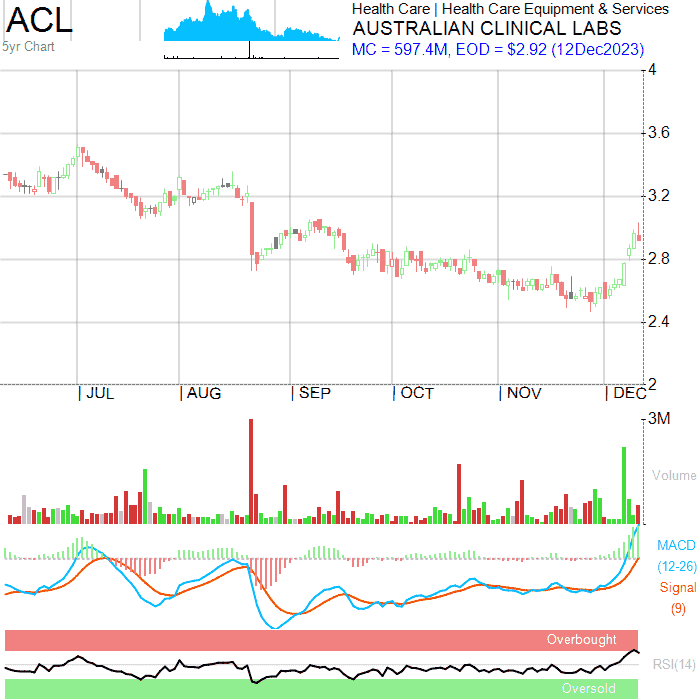 ACL
5yr Chart
Health Care | Health Care Equipment & Services
AUSTRALIAN CLINICAL LABS
MC = 597.4M, EOD = $2.92 (12Dec2023)
4
3.6
3.2
2.8
2.4
2
| JUL | AUG | SEP | OCT | NOV | DEC
3M
Volume
MACD
(12-26)
Signal
(9)
Overbought
RSI(14)
Oversold